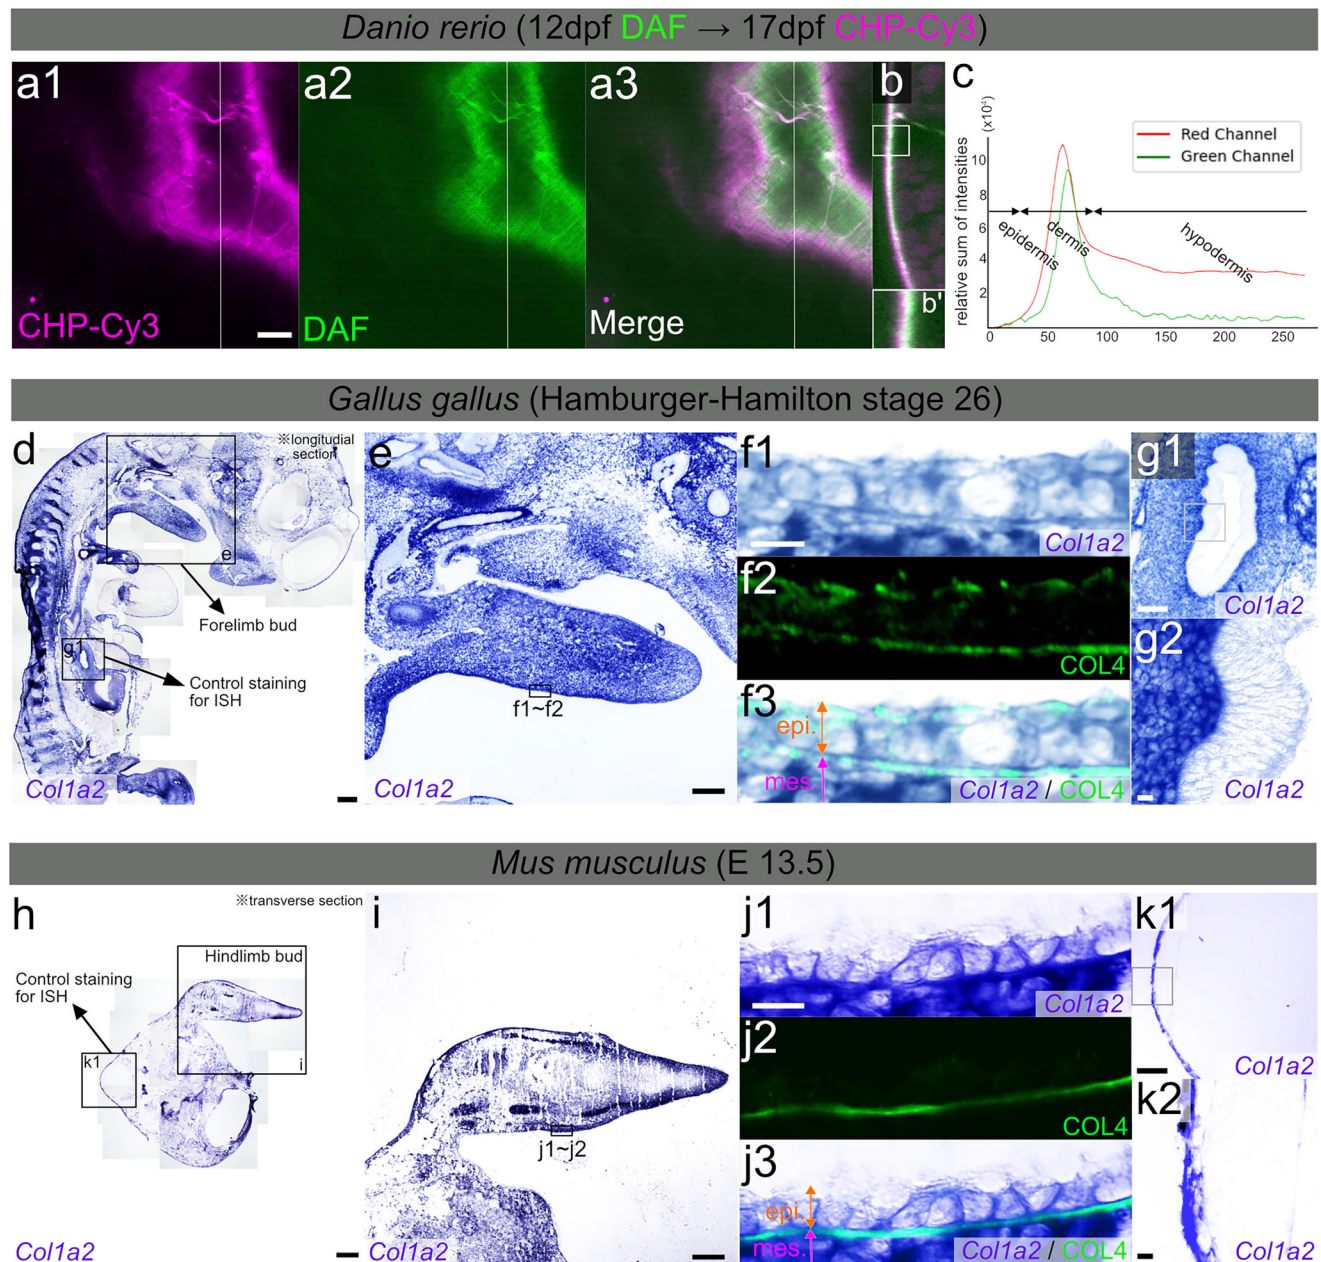 Danio rerio (12dpf DAF → 17dpf CHP-Cy3)
a1
CHP-Cy3
a2
DAF
a3
Merge
b
b'
c
(x10⁴)
relative sum of intensities
10
8
6
4
2
0
50
100
150
200
250
Red Channel
Green Channel
epidermis
dermis
hypodermis
Gallus gallus (Hamburger-Hamilton stage 26)
d
※longitudial
section
e
Forelimb bud
g1
Control staining
for ISH
Col1a2
e
f1~f2
Col1a2
f1
Col1a2
f2
COL4
f3
epi.
mes.
Col1a2 / COL4
g1
Col1a2
g2
Col1a2
Mus musculus (E 13.5)
h
※transverse section
Hindlimb bud
Control staining
for ISH
k1
i
Col1a2
i
j1~j2
Col1a2
j1
Col1a2
j2
COL4
j3
epi.
mes.
Col1a2 / COL4
k1
Col1a2
k2
Col1a2